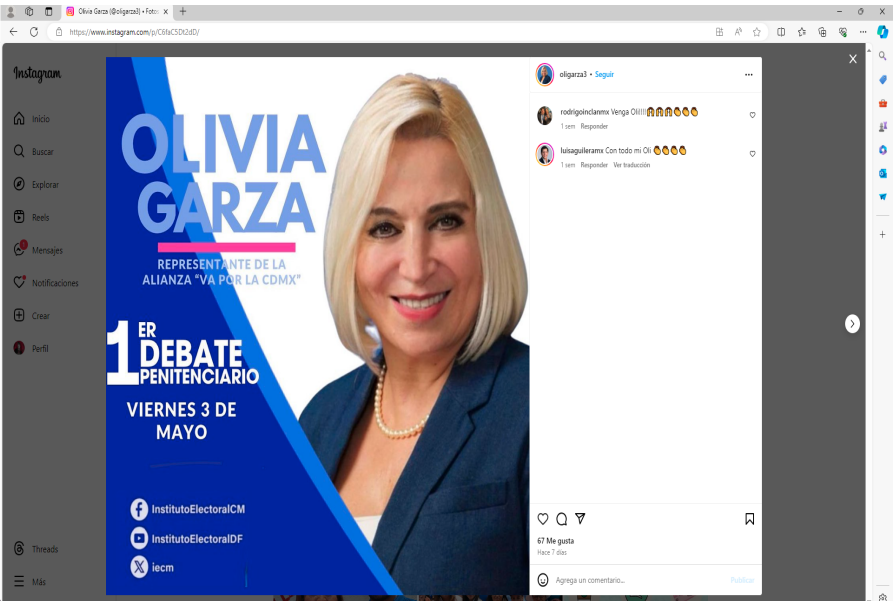 Olivia Garza (@oligarza3) • Fotos
https://www.instagram.com/p/C6faC5Dt2dD/
Instagram
Inicio
Buscar
Explorar
Reels
Mensajes
Notificaciones
Crear
Perfil
Threads
Más
OLIVIA
GARZA
REPRESENTANTE DE LA
ALIANZA "VA POR LA CDMX"
1ER
DEBATE
PENITENCIARIO
VIERNES 3 DE
MAYO
InstitutoElectoralCM
InstitutoElectoralDF
iecm
oligarza3 • Seguir
rodrigoinclanmx Venga Oli!!!!
1 sem Responder
luisaguileramx Con todo mi Oli
1 sem Responder Ver traducción
67 Me gusta
Hace 7 días
Agrega un comentario...
Publicar